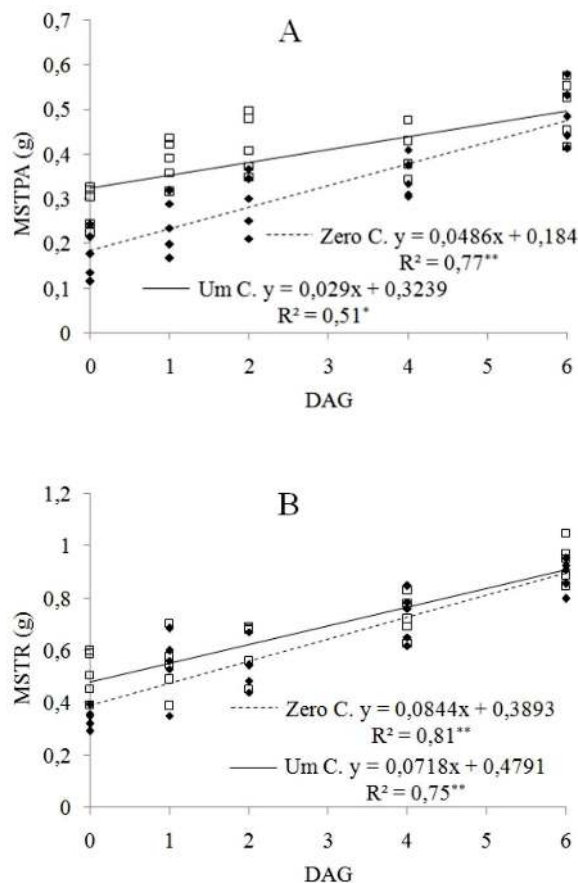 A
0,7
0,6
0,5
0,4
0,3
0,2
0,1
0
MSTPA (g)
Zero C. y = 0,0486x + 0,184
R² = 0,77**
Um C. y = 0,029x + 0,3239
R² = 0,51*
0 1 2 3 4 5 6
DAG
B
1,2
1
0,8
0,6
0,4
0,2
0
MSTR (g)
Zero C. y = 0,0844x + 0,3893
R² = 0,81**
Um C. y = 0,0718x + 0,4791
R² = 0,75**
0 1 2 3 4 5 6
DAG